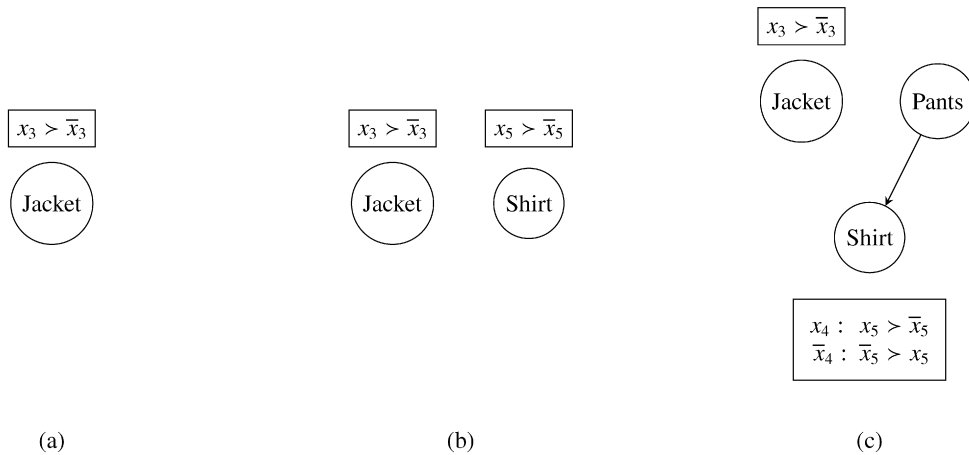 x₃ ≻ x̅₃
Jacket
(a)
x₃ ≻ x̅₃
x₅ ≻ x̅₅
Jacket
Shirt
(b)
x₃ ≻ x̅₃
Jacket
Pants
Shirt
x₄ : x₅ ≻ x̅₅
x̅₄ : x̅₅ ≻ x₅
(c)